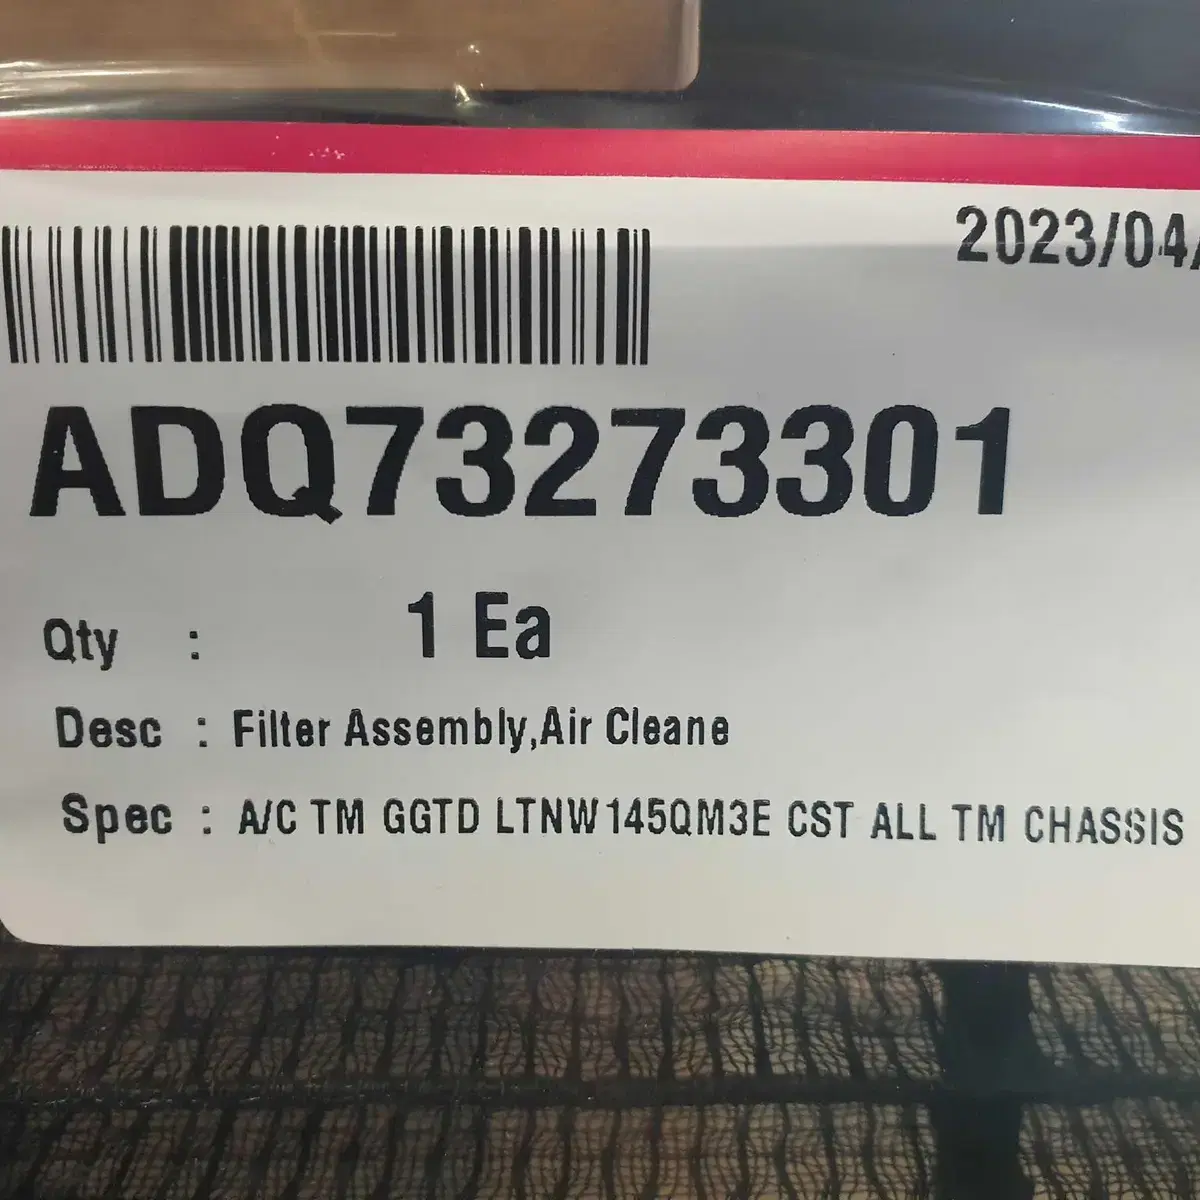 2023/04/
ADQ73273301
Qty : 1 Ea
Desc : Filter Assembly,Air Cleane
Spec : A/C TM GGTD LTNW145QM3E CST ALL TM CHASSIS